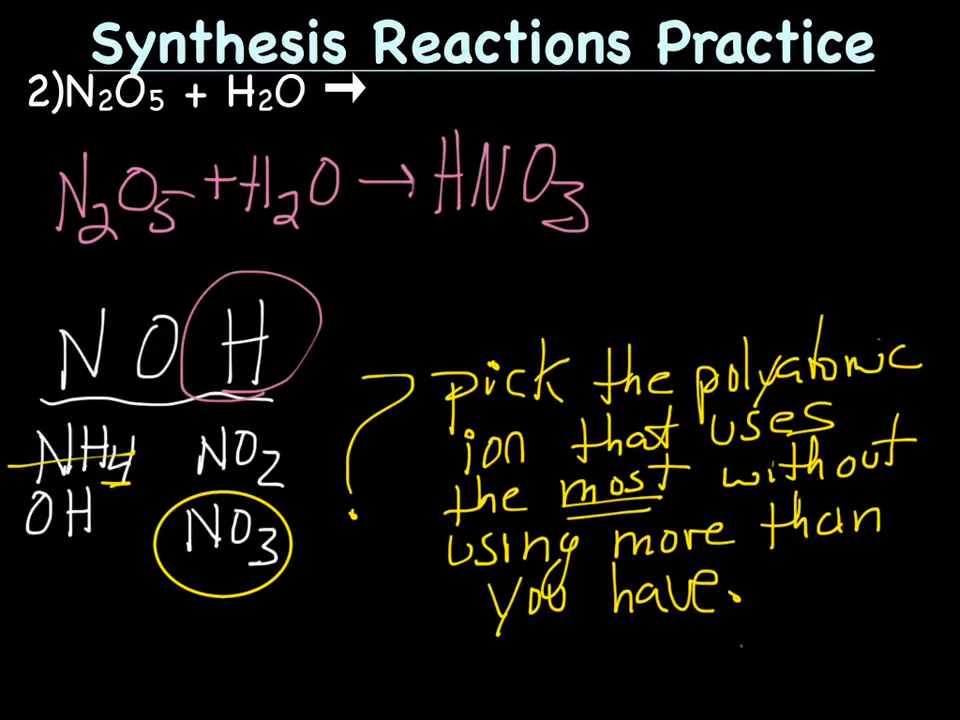 Synthesis Reactions Practice
2)N₂O₅ + H₂O →
N₂O₅ + H₂O → HNO₃
N O H
NH₄ NO₂
OH NO₃
?
pick the polyatomic
ion that uses
the most without
using more than
you have.